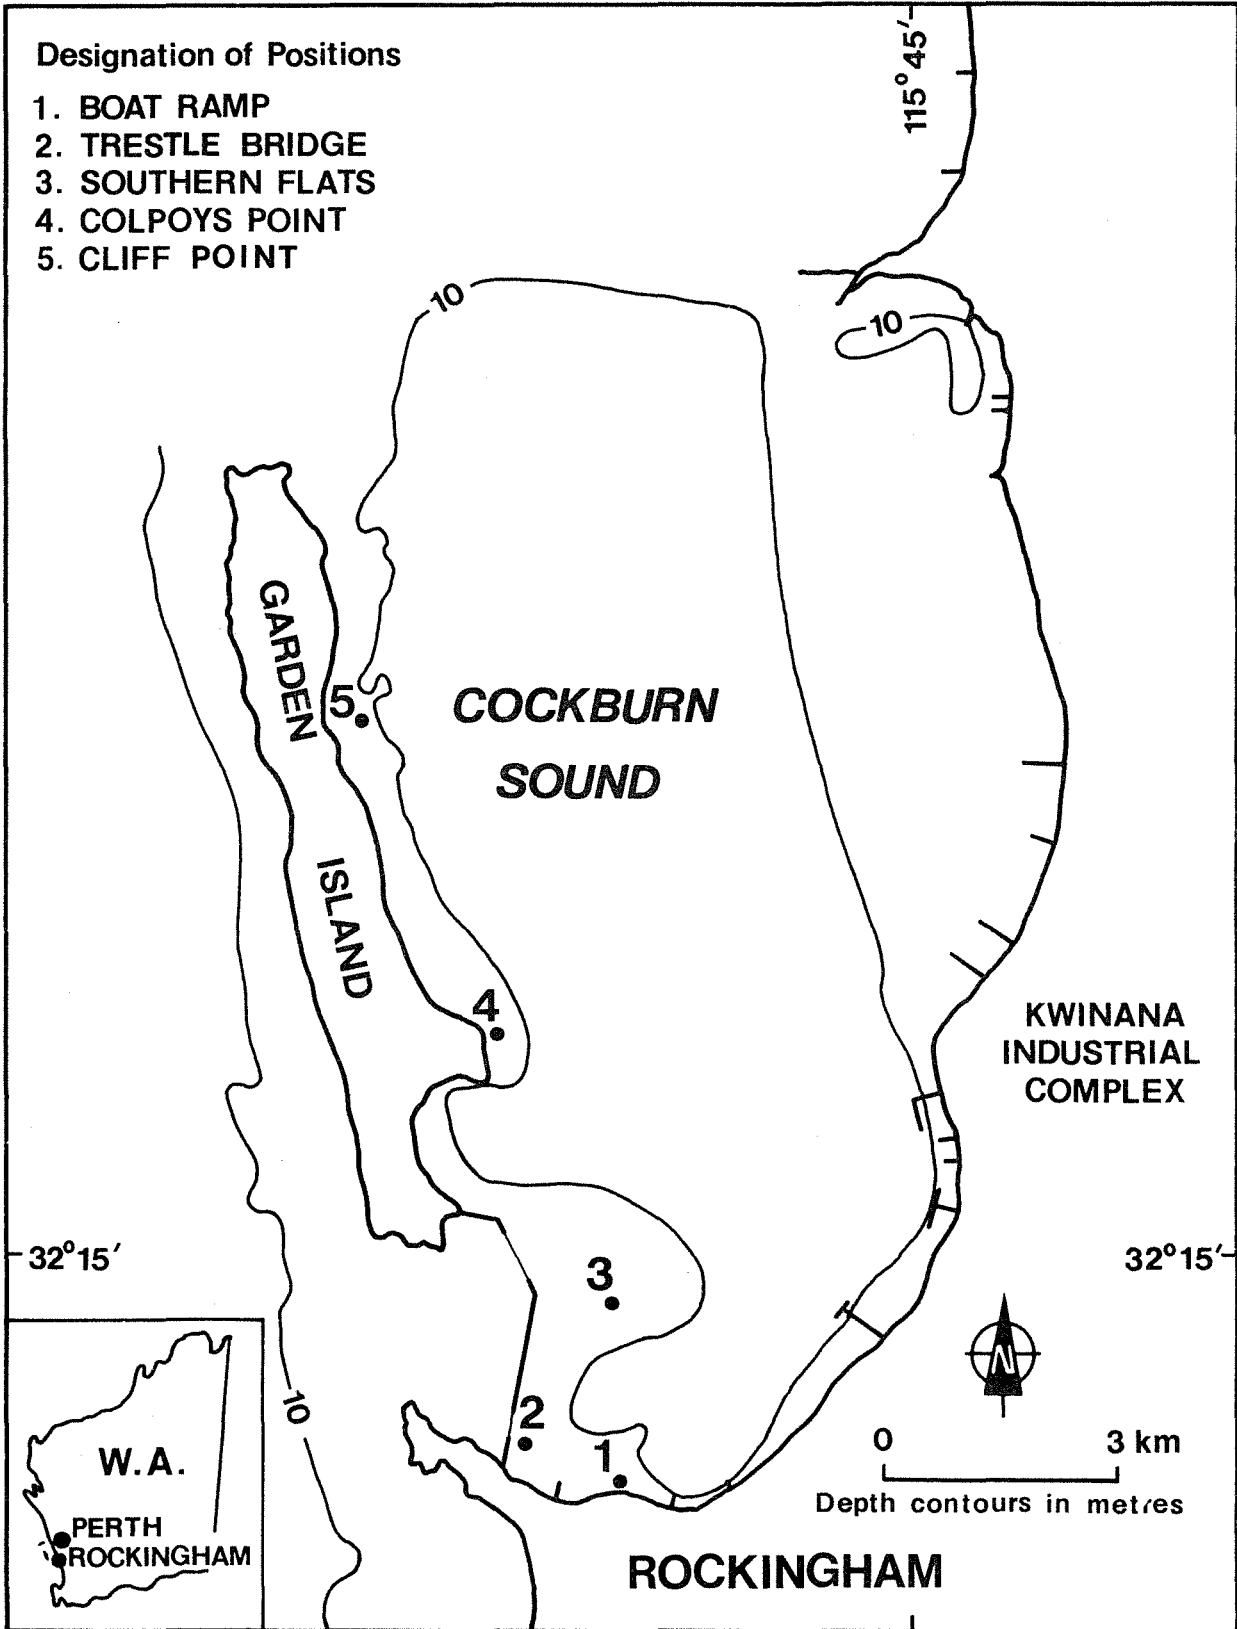 Designation of Positions
1. BOAT RAMP
2. TRESTLE BRIDGE
3. SOUTHERN FLATS
4. COLPOYS POINT
5. CLIFF POINT
115°45′
10
10
GARDEN
ISLAND
5
COCKBURN
SOUND
4
KWINANA
INDUSTRIAL
COMPLEX
32°15′
32°15′
3
N
10
2
1
0 3 km
Depth contours in metres
W.A.
PERTH
ROCKINGHAM
ROCKINGHAM